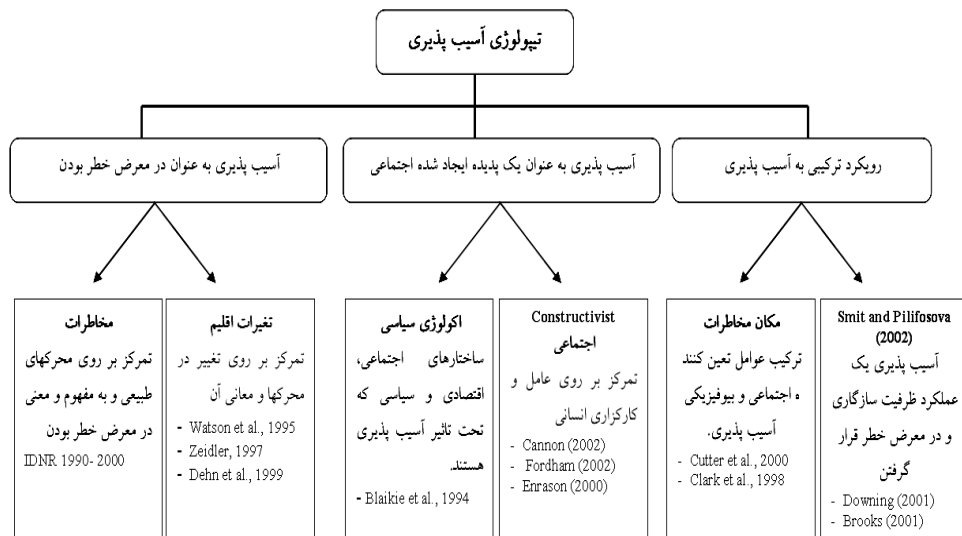 تیپولوژی آسیب پذیری
رویکرد ترکیبی به آسیب پذیری
آسیب پذیری به عنوان یک پدیده ایجاد شده اجتماعی
آسیب پذیری به عنوان در معرض خطر بودن
Smit and Pilifosova
(2002)
آسیب پذیری یک
عملکرد ظرفیت سازگاری
و در معرض خطر قرار
گرفتن
- Downing (2001)
- Brooks (2001)
مکان مخاطرات
ترکیب عوامل تعین کنند
ه اجتماعی و بیوفیزیکی
آسیب پذیری.
- Cutter et al., 2000
- Clark et al., 1998
Constructivist
اجتماعی
تمرکز بر روی عامل و
کارکزاری انسانی
- Cannon (2002)
- Fordham (2002)
- Enrason (2000)
اکولوژی سیاسی
ساختارهای اجتماعی،
اقتصادی و سیاسی که
تحت تاثیر آسیب پذیری
هستند.
- Blaikie et al., 1994
تغیرات اقلیم
تمرکز بر روی تغییر در
محرکها و معانی آن
- Watson et al., 1995
- Zeidler, 1997
- Dehn et al., 1999
مخاطرات
تمرکز بر روی محرکهای
طبیعی و به مفهوم و معنی
در معرض خطر بودن
IDNR 1990- 2000